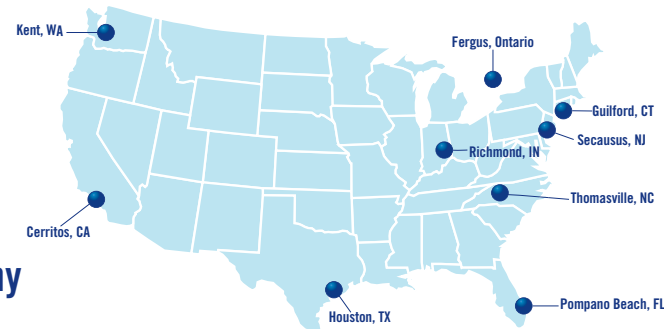 Kent, WA
Fergus, Ontario
Guilford, CT
Secausus, NJ
Richmond, IN
Thomasville, NC
Cerritos, CA
Pompano Beach, FL
Houston, TX